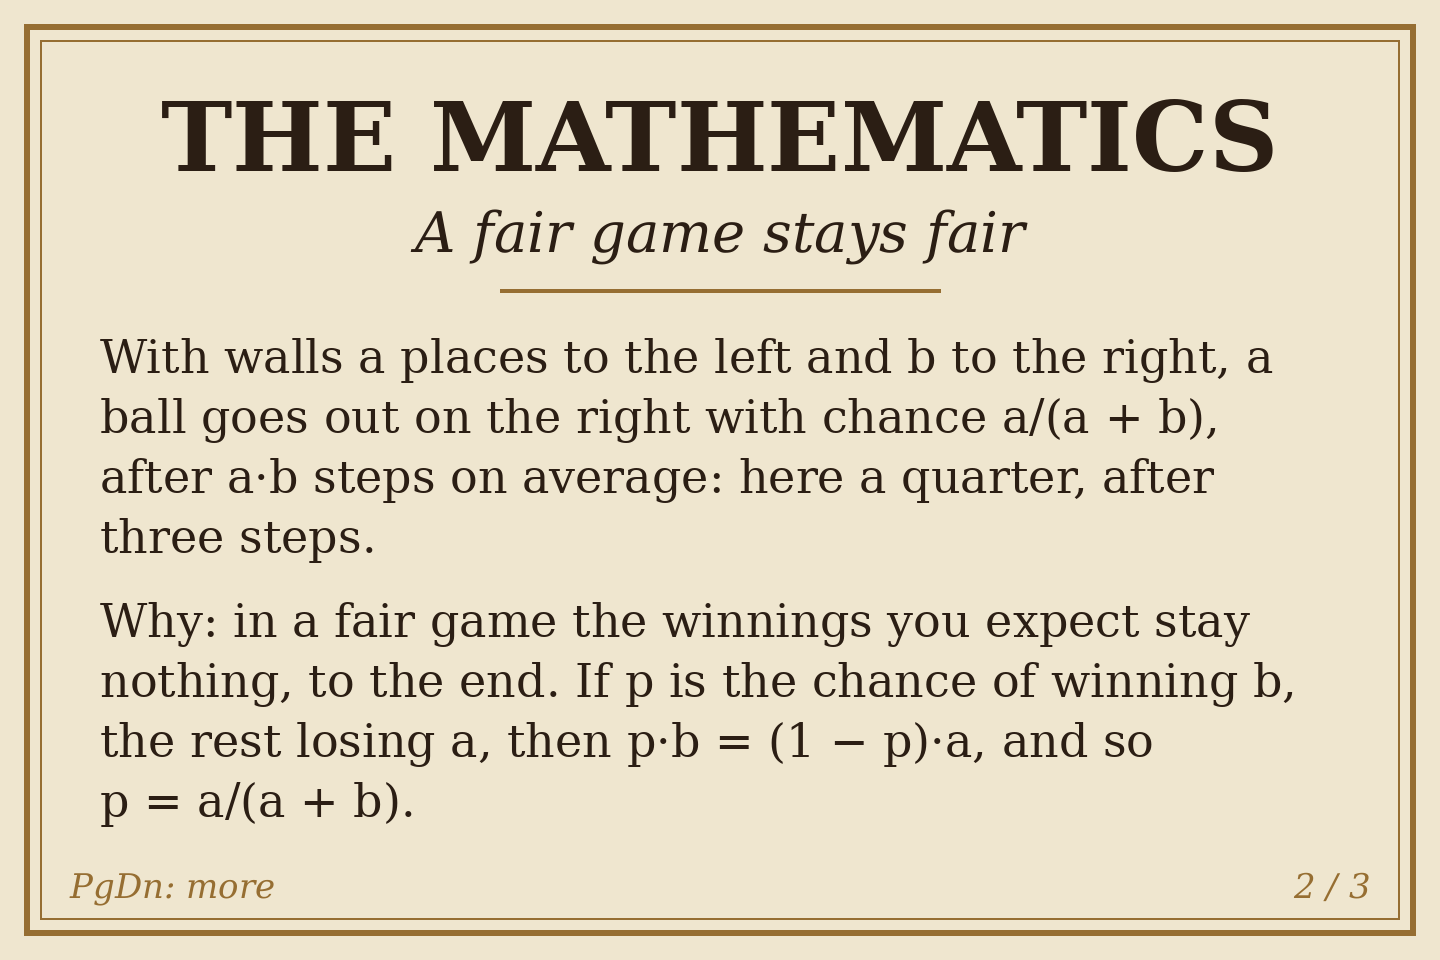 THE MATHEMATICS
A fair game stays fair
With walls a places to the left and b to the right, a
ball goes out on the right with chance a/(a + b),
after a·b steps on average: here a quarter, after
three steps.
Why: in a fair game the winnings you expect stay
nothing, to the end. If p is the chance of winning b,
the rest losing a, then p·b = (1 − p)·a, and so
p = a/(a + b).
PgDn: more
2 / 3